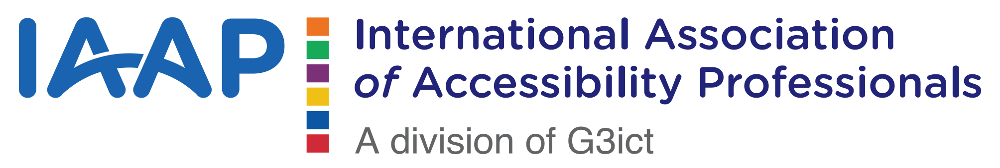 IAAP
International Association
of Accessibility Professionals
A division of G3ict